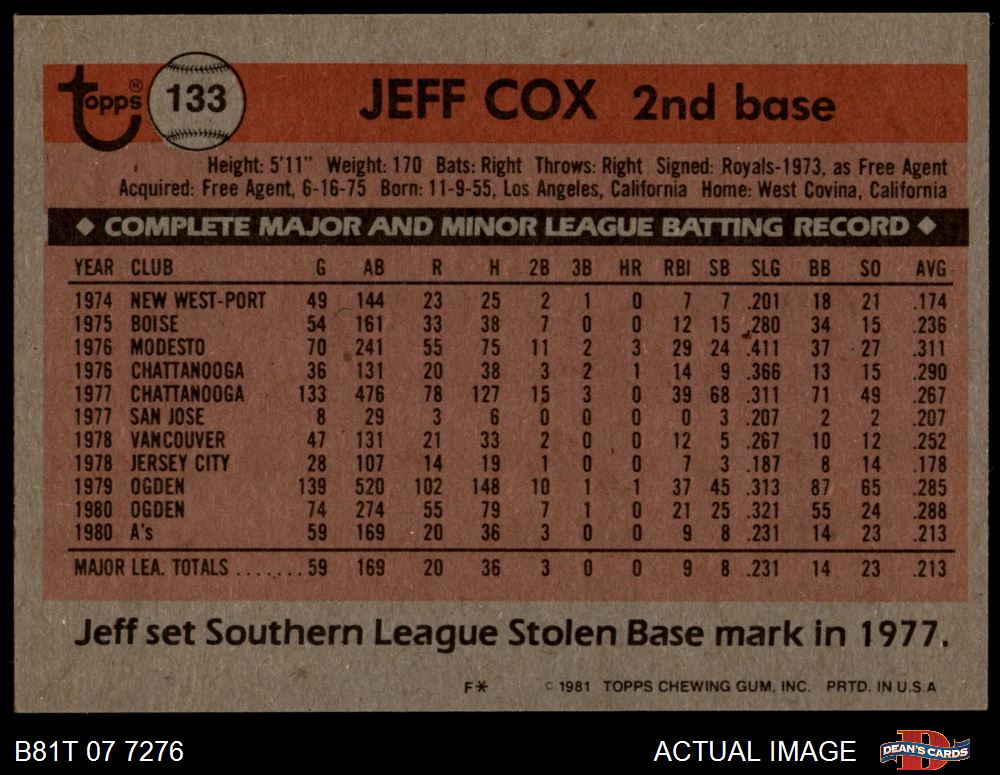 topps®
133
JEFF COX 2nd base
Height: 5'11" Weight: 170 Bats: Right Throws: Right Signed: Royals-1973, as Free Agent
Acquired: Free Agent, 6-16-75 Born: 11-9-55, Los Angeles, California Home: West Covina, California
◆ COMPLETE MAJOR AND MINOR LEAGUE BATTING RECORD ◆
YEAR CLUB G AB R H 2B 3B HR RBI SB SLG BB SO AVG
1974 NEW WEST-PORT 49 144 23 25 2 1 0 7 7 .201 18 21 .174
1975 BOISE 54 161 33 38 7 0 0 12 15 .280 34 15 .236
1976 MODESTO 70 241 55 75 11 2 3 29 24 .411 37 27 .311
1976 CHATTANOOGA 36 131 20 38 3 2 1 14 9 .366 13 15 .290
1977 CHATTANOOGA 133 476 78 127 15 3 0 39 68 .311 71 49 .267
1977 SAN JOSE 8 29 3 6 0 0 0 0 3 .207 2 2 .207
1978 VANCOUVER 47 131 21 33 2 0 0 12 5 .267 10 12 .252
1978 JERSEY CITY 28 107 14 19 1 0 0 7 3 .187 8 14 .178
1979 OGDEN 139 520 102 148 10 1 1 37 45 .313 87 65 .285
1980 OGDEN 74 274 55 79 7 1 0 21 25 .321 55 24 .288
1980 A's 59 169 20 36 3 0 0 9 8 .231 14 23 .213
MAJOR LEA. TOTALS ....... 59 169 20 36 3 0 0 9 8 .231 14 23 .213
Jeff set Southern League Stolen Base mark in 1977.
F* © 1981 TOPPS CHEWING GUM, INC. PRTD. IN U.S.A
B81T 07 7276 ACTUAL IMAGE DEAN'S CARDS